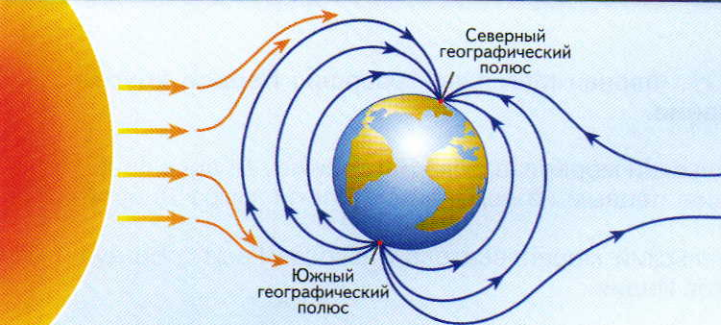 Северный
географический
полюс
Южный
географический
полюс